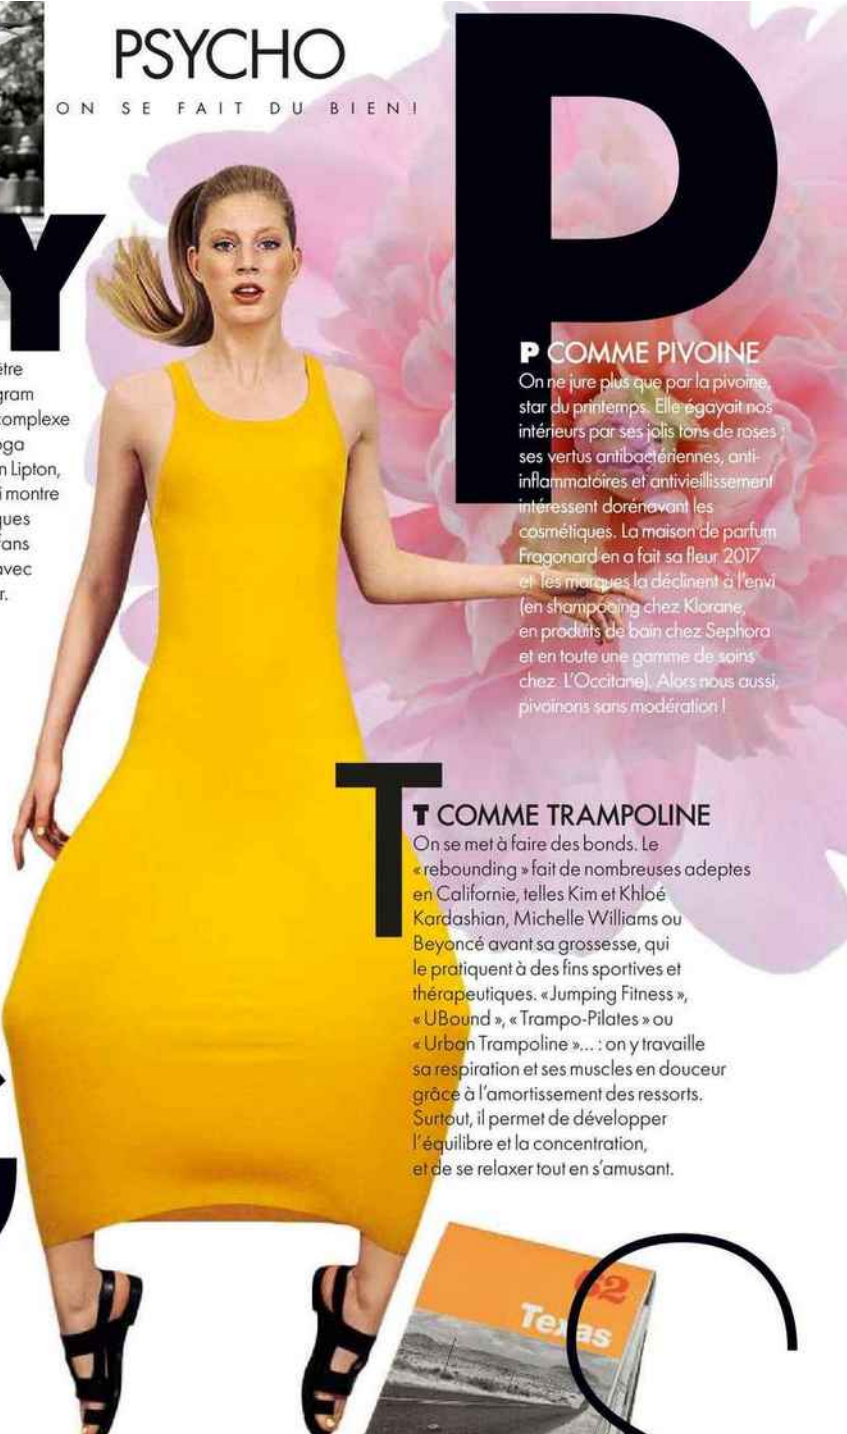 PSYCHO
ON SE FAIT DU BIEN!
Y
être
gram
complexe
oga
n Lipton,
i montre
ques
ans
avec
r.
P
P COMME PIVOINE
On ne jure plus que par la pivoine,
star du printemps. Elle égayait nos
intérieurs par ses jolis tons de roses ;
ses vertus antibactériennes, anti-
inflammatoires et antivieillissement
intéressent dorénavant les
cosmétiques. La maison de parfum
Fragonard en a fait sa fleur 2017
et les marques la déclinent à l'envi
(en shampooing chez Klorane,
en produits de bain chez Sephora
et en toute une gamme de soins
chez L'Occitane). Alors nous aussi,
pivoinons sans modération !
T
T COMME TRAMPOLINE
On se met à faire des bonds. Le
« rebounding » fait de nombreuses adeptes
en Californie, telles Kim et Khloé
Kardashian, Michelle Williams ou
Beyoncé avant sa grossesse, qui
le pratiquent à des fins sportives et
thérapeutiques. « Jumping Fitness »,
« UBound », « Trampo-Pilates » ou
« Urban Trampoline »... : on y travaille
sa respiration et ses muscles en douceur
grâce à l'amortissement des ressorts.
Surtout, il permet de développer
l'équilibre et la concentration,
et de se relaxer tout en s'amusant.
62
Texas